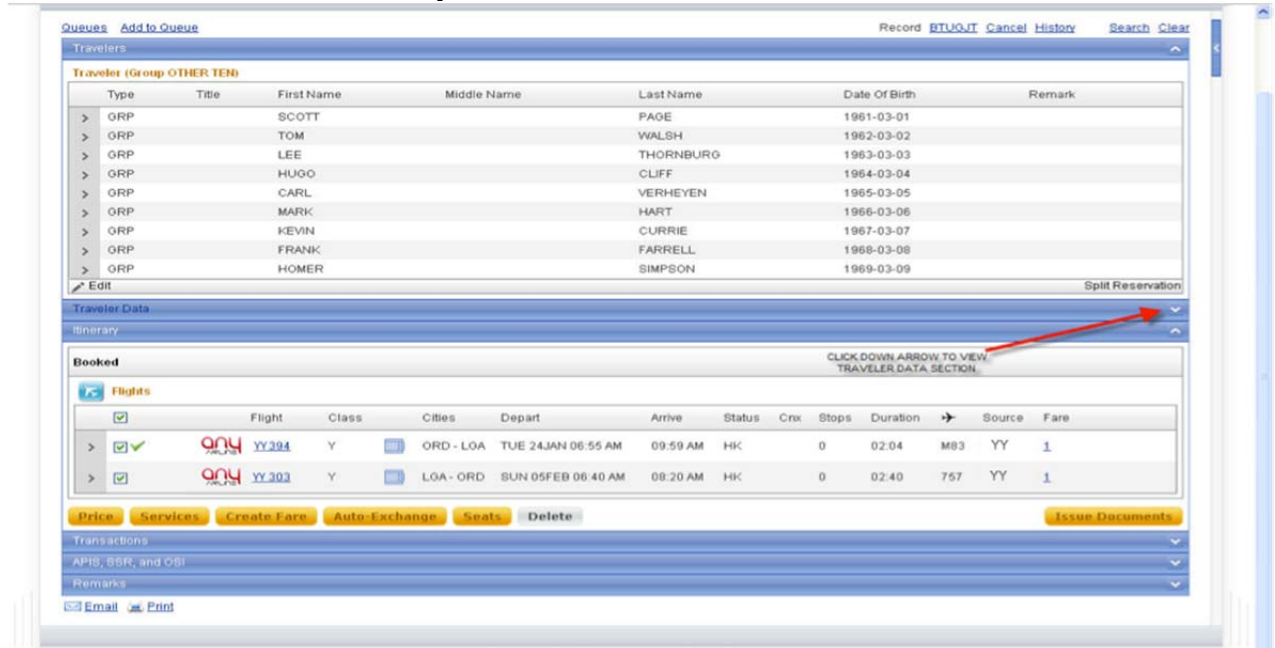 Queues Add to Queue Record BTUGJT Cancel History Search Clear
Travelers
Traveler (Group OTHER TEN)
Type Title First Name Middle Name Last Name Date Of Birth Remark
GRP SCOTT PAGE 1961-03-01
GRP TOM WALSH 1962-03-02
GRP LEE THORNBURG 1963-03-03
GRP HUGO CLIFF 1964-03-04
GRP CARL VERHEYEN 1965-03-05
GRP MARK HART 1966-03-06
GRP KEVIN CURRIE 1967-03-07
GRP FRANK FARRELL 1968-03-08
GRP HOMER SIMPSON 1969-03-09
Edit Split Reservation
Traveler Data
Itinerary
Booked CLICK DOWN ARROW TO VIEW
TRAVELER DATA SECTION
Flights
Flight Class Cities Depart Arrive Status Cnx Stops Duration Source Fare
any AIRLINE YY 394 Y ORD - LGA TUE 24JAN 06:55 AM 09:59 AM HK 0 02:04 M83 YY 1
any AIRLINE YY 303 Y LGA - ORD SUN 05FEB 06:40 AM 08:20 AM HK 0 02:40 757 YY 1
Price Services Create Fare Auto-Exchange Seats Delete Issue Documents
Transactions
APIS, SSR, and OSI
Remarks
Email Print